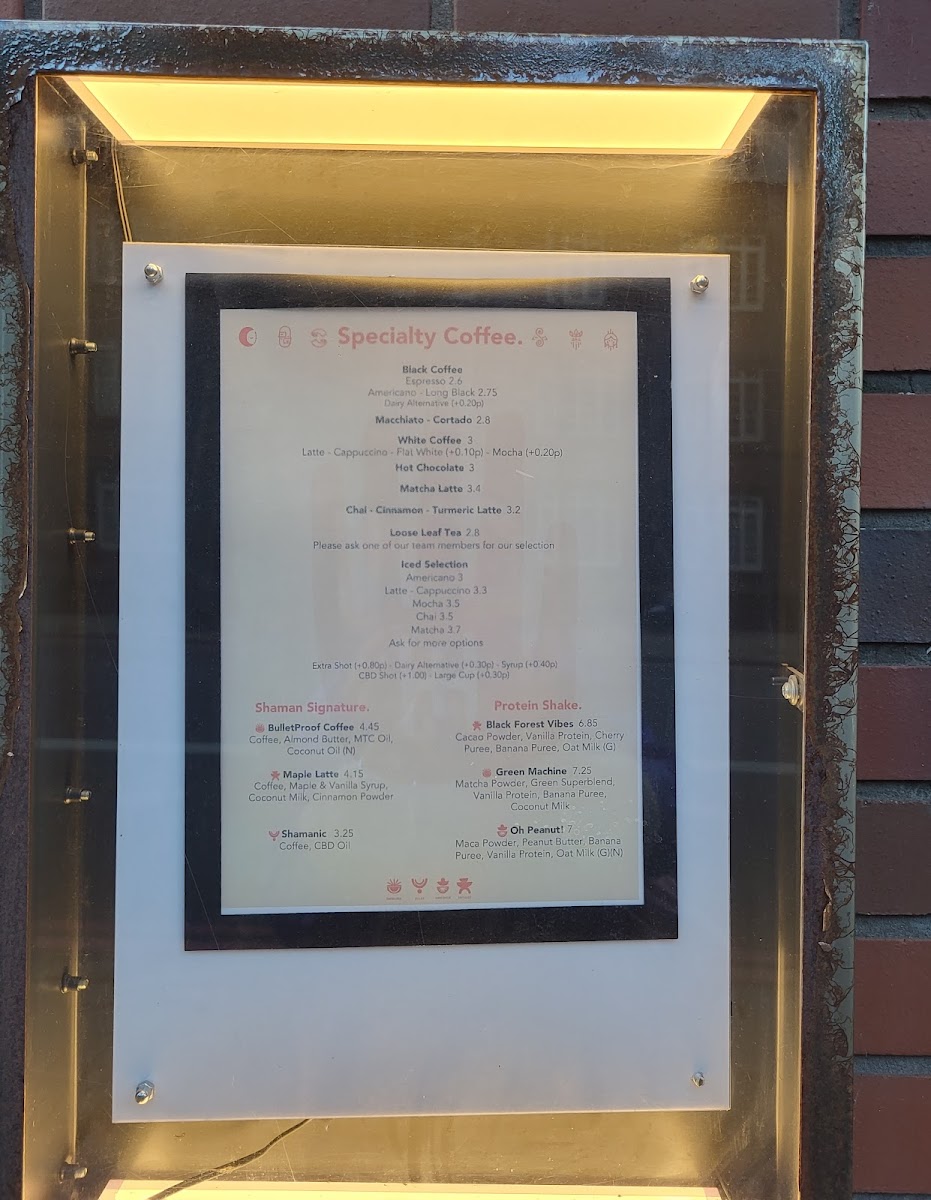 Specialty Coffee.
Black Coffee
Espresso 2.6
Americano - Long Black 2.75
Dairy Alternative (+0.20p)
Macchiato - Cortado 2.8
White Coffee 3
Latte - Cappuccino - Flat White (+0.10p) - Mocha (+0.20p)
Hot Chocolate 3
Matcha Latte 3.4
Chai - Cinnamon - Turmeric Latte 3.2
Loose Leaf Tea 2.8
Please ask one of our team members for our selection
Iced Selection
Americano 3
Latte - Cappuccino 3.3
Mocha 3.5
Chai 3.5
Matcha 3.7
Ask for more options
Extra Shot (+0.80p) - Dairy Alternative (+0.30p) - Syrup (+0.40p)
CBD Shot (+1.00) - Large Cup (+0.30p)
Shaman Signature.
BulletProof Coffee 4.45
Coffee, Almond Butter, MTC Oil,
Coconut Oil (N)
Maple Latte 4.15
Coffee, Maple & Vanilla Syrup,
Coconut Milk, Cinnamon Powder
Shamanic 3.25
Coffee, CBD Oil
Protein Shake.
Black Forest Vibes 6.85
Cacao Powder, Vanilla Protein, Cherry
Puree, Banana Puree, Oat Milk (G)
Green Machine 7.25
Matcha Powder, Green Superblend,
Vanilla Protein, Banana Puree,
Coconut Milk
Oh Peanut! 7
Maca Powder, Peanut Butter, Banana
Puree, Vanilla Protein, Oat Milk (G)(N)